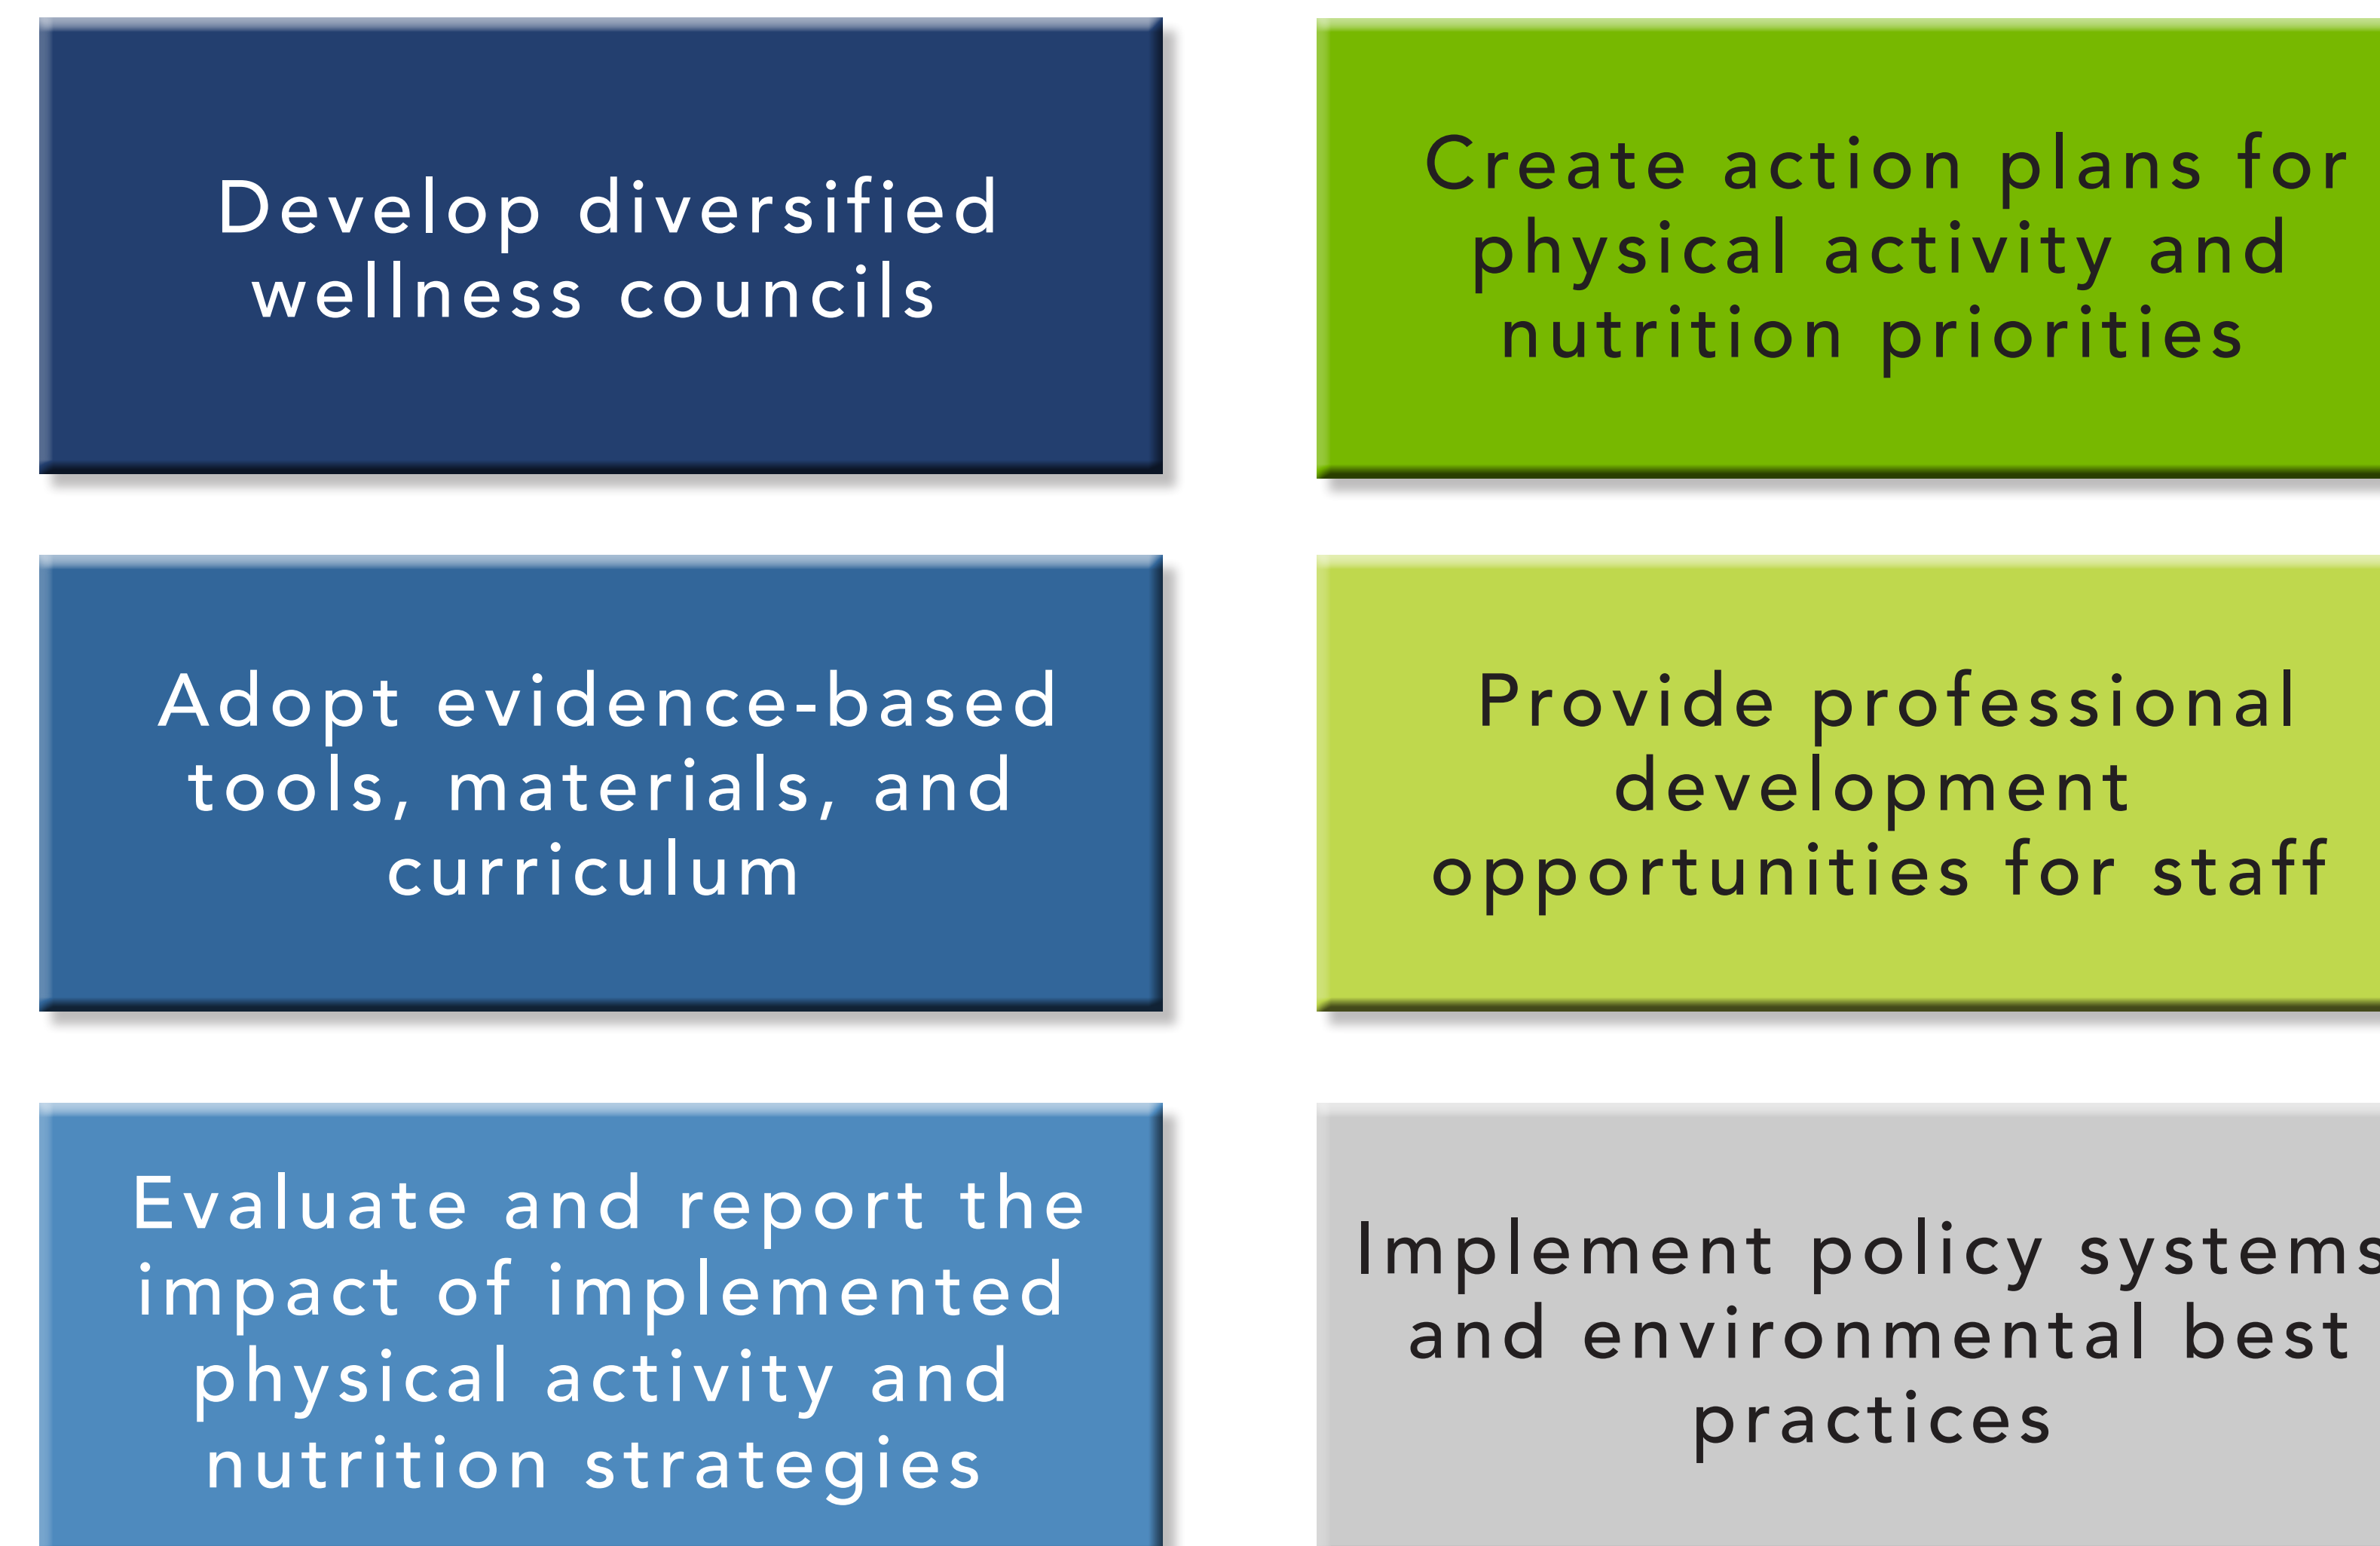 Develop diversified
wellness councils
Create action plans for
physical activity and
nutrition priorities
Adopt evidence-based
tools, materials, and
curriculum
Provide professional
development
opportunities for staff
Evaluate and report the
impact of implemented
physical activity and
nutrition strategies
Implement policy systems
and environmental best
practices